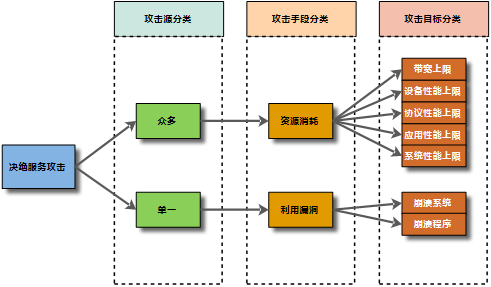 攻击源分类
攻击手段分类
攻击目标分类
带宽上限
设备性能上限
众多
资源消耗
协议性能上限
应用性能上限
系统性能上限
决绝服务攻击
单一
利用漏洞
崩溃系统
崩溃程序